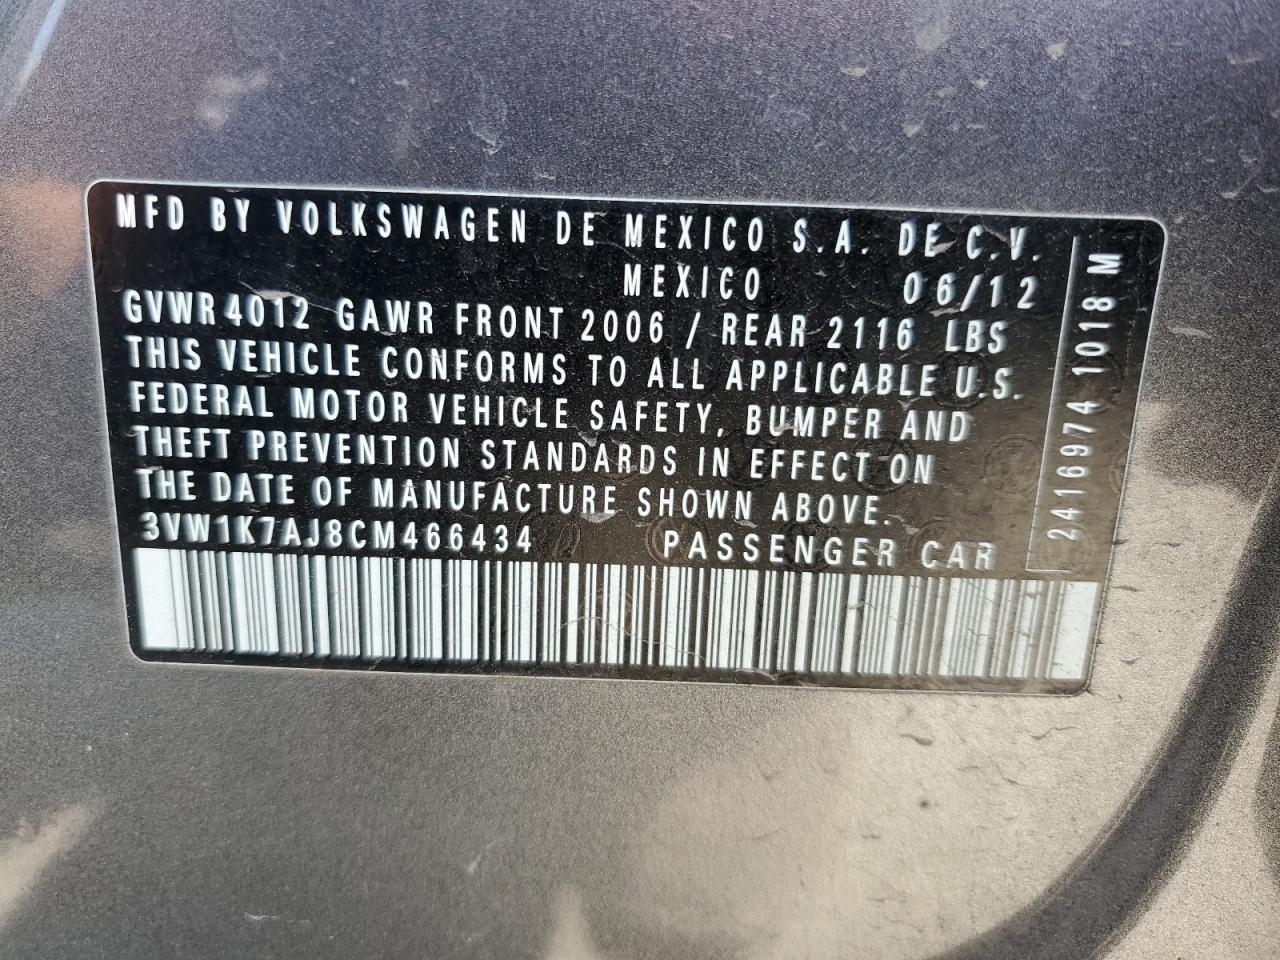 MFD BY VOLKSWAGEN DE MEXICO S.A. DE C.V.
MEXICO 06/12
GVWR 4012 GAWR FRONT 2006 / REAR 2116 LBS
THIS VEHICLE CONFORMS TO ALL APPLICABLE U.S.
FEDERAL MOTOR VEHICLE SAFETY, BUMPER AND
THEFT PREVENTION STANDARDS IN EFFECT ON
THE DATE OF MANUFACTURE SHOWN ABOVE.
3VW1K7AJ8CM466434 PASSENGER CAR
2416974 1018 M